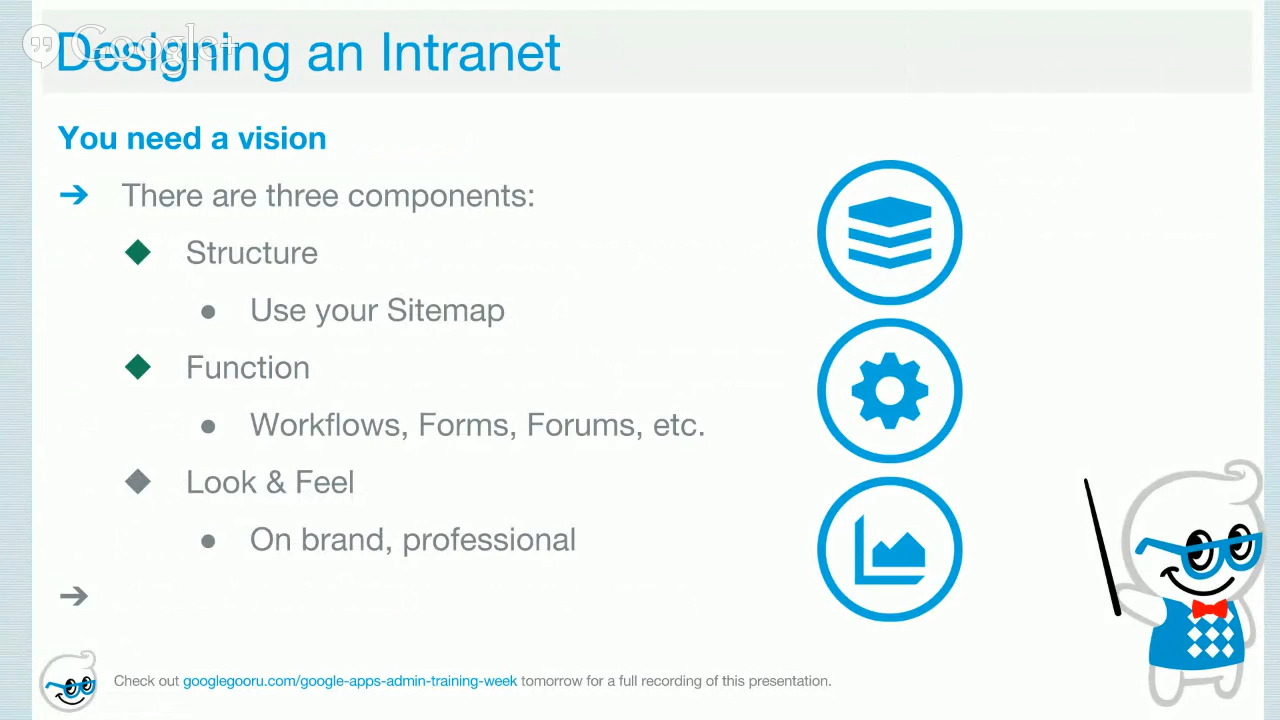 Google+
Designing an Intranet
You need a vision
There are three components:
Structure
Use your Sitemap
Function
Workflows, Forms, Forums, etc.
Look & Feel
On brand, professional
Check out googlegooru.com/google-apps-admin-training-week tomorrow for a full recording of this presentation.